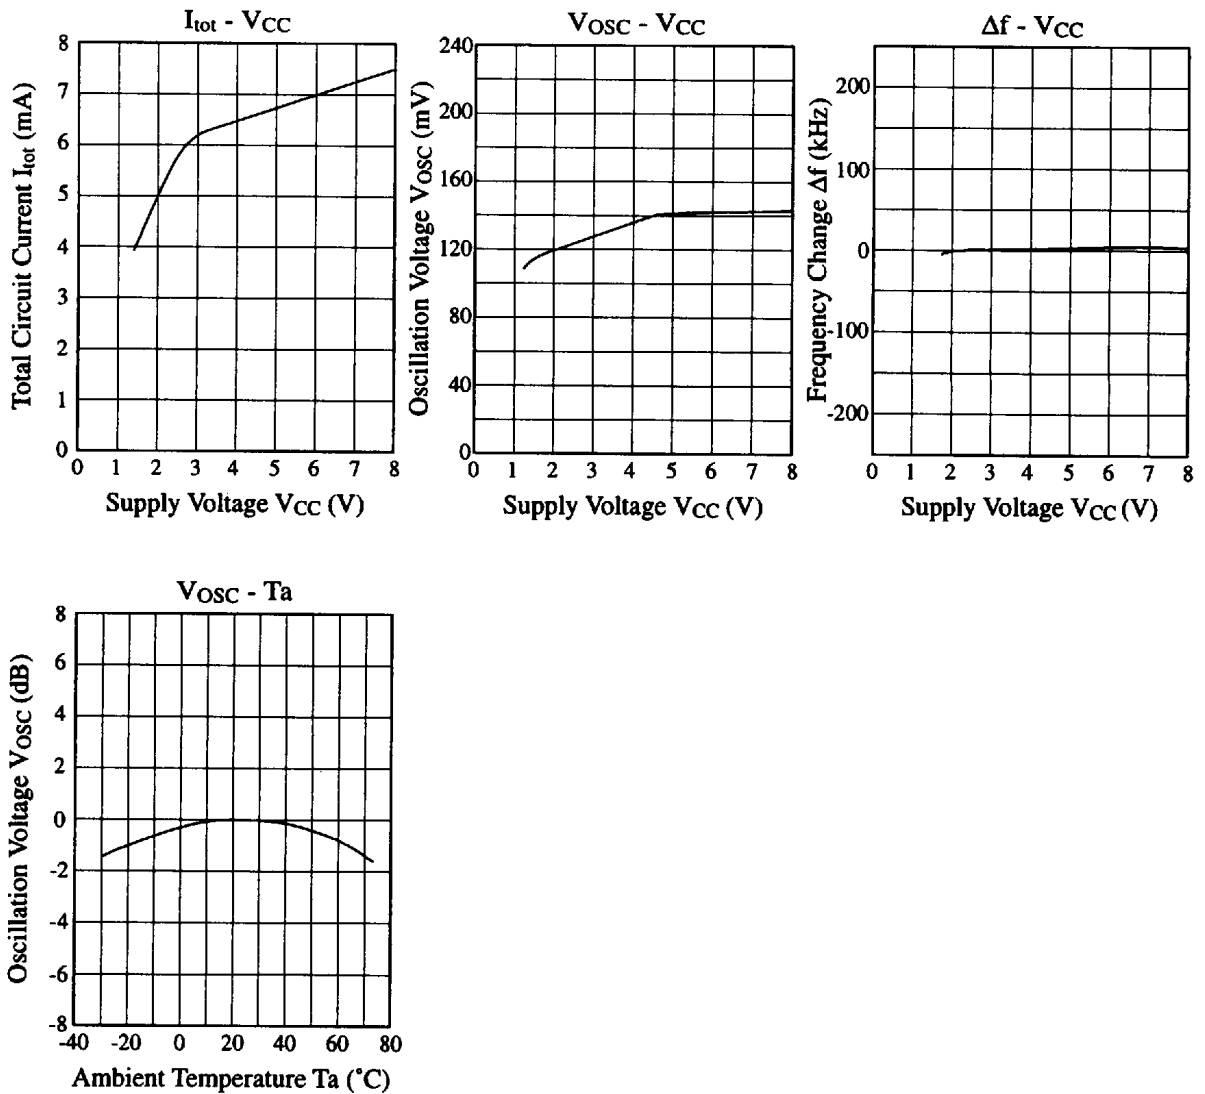 Itot - VCC
Total Circuit Current Itot (mA)
8
7
6
5
4
3
2
1
0
0 1 2 3 4 5 6 7 8
Supply Voltage VCC (V)
VOSC - VCC
Oscillation Voltage VOSC (mV)
240
200
160
120
80
40
0
0 1 2 3 4 5 6 7 8
Supply Voltage VCC (V)
Δf - VCC
Frequency Change Δf (kHz)
200
100
0
-100
-200
0 1 2 3 4 5 6 7 8
Supply Voltage VCC (V)
VOSC - Ta
Oscillation Voltage VOSC (dB)
8
6
4
2
0
-2
-4
-6
-8
-40 -20 0 20 40 60 80
Ambient Temperature Ta (˚C)